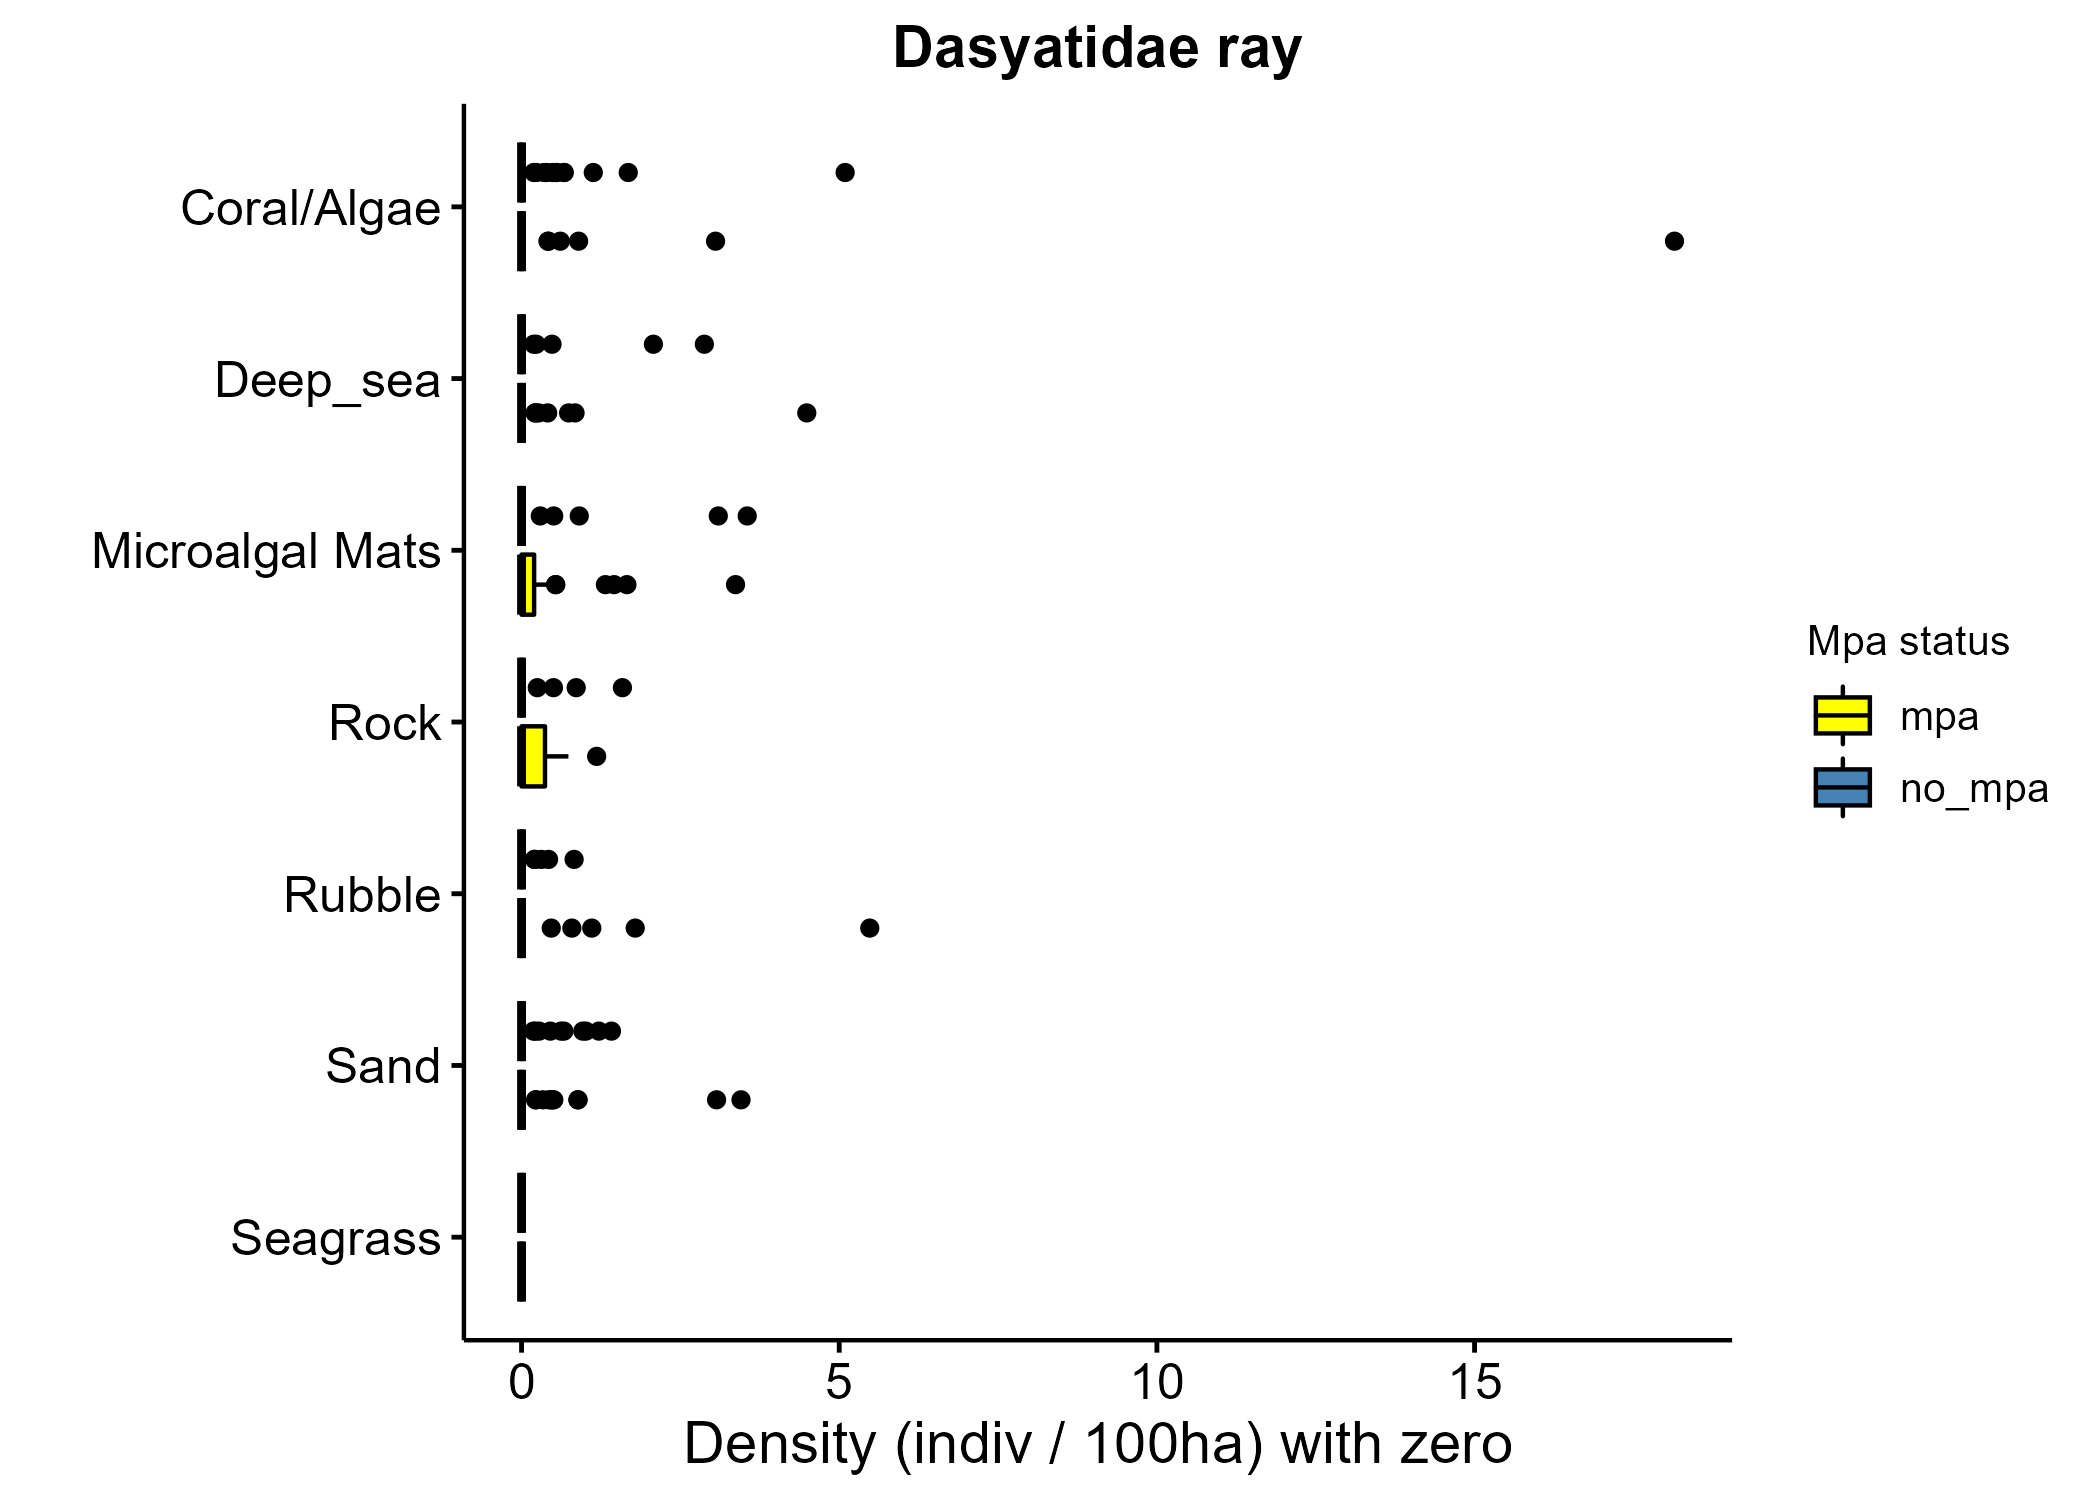 Dasyatidae ray
Coral/Algae
Deep_sea
Microalgal Mats
Rock
Rubble
Sand
Seagrass
0 5 10 15
Density (indiv / 100ha) with zero
Mpa status
mpa
no_mpa